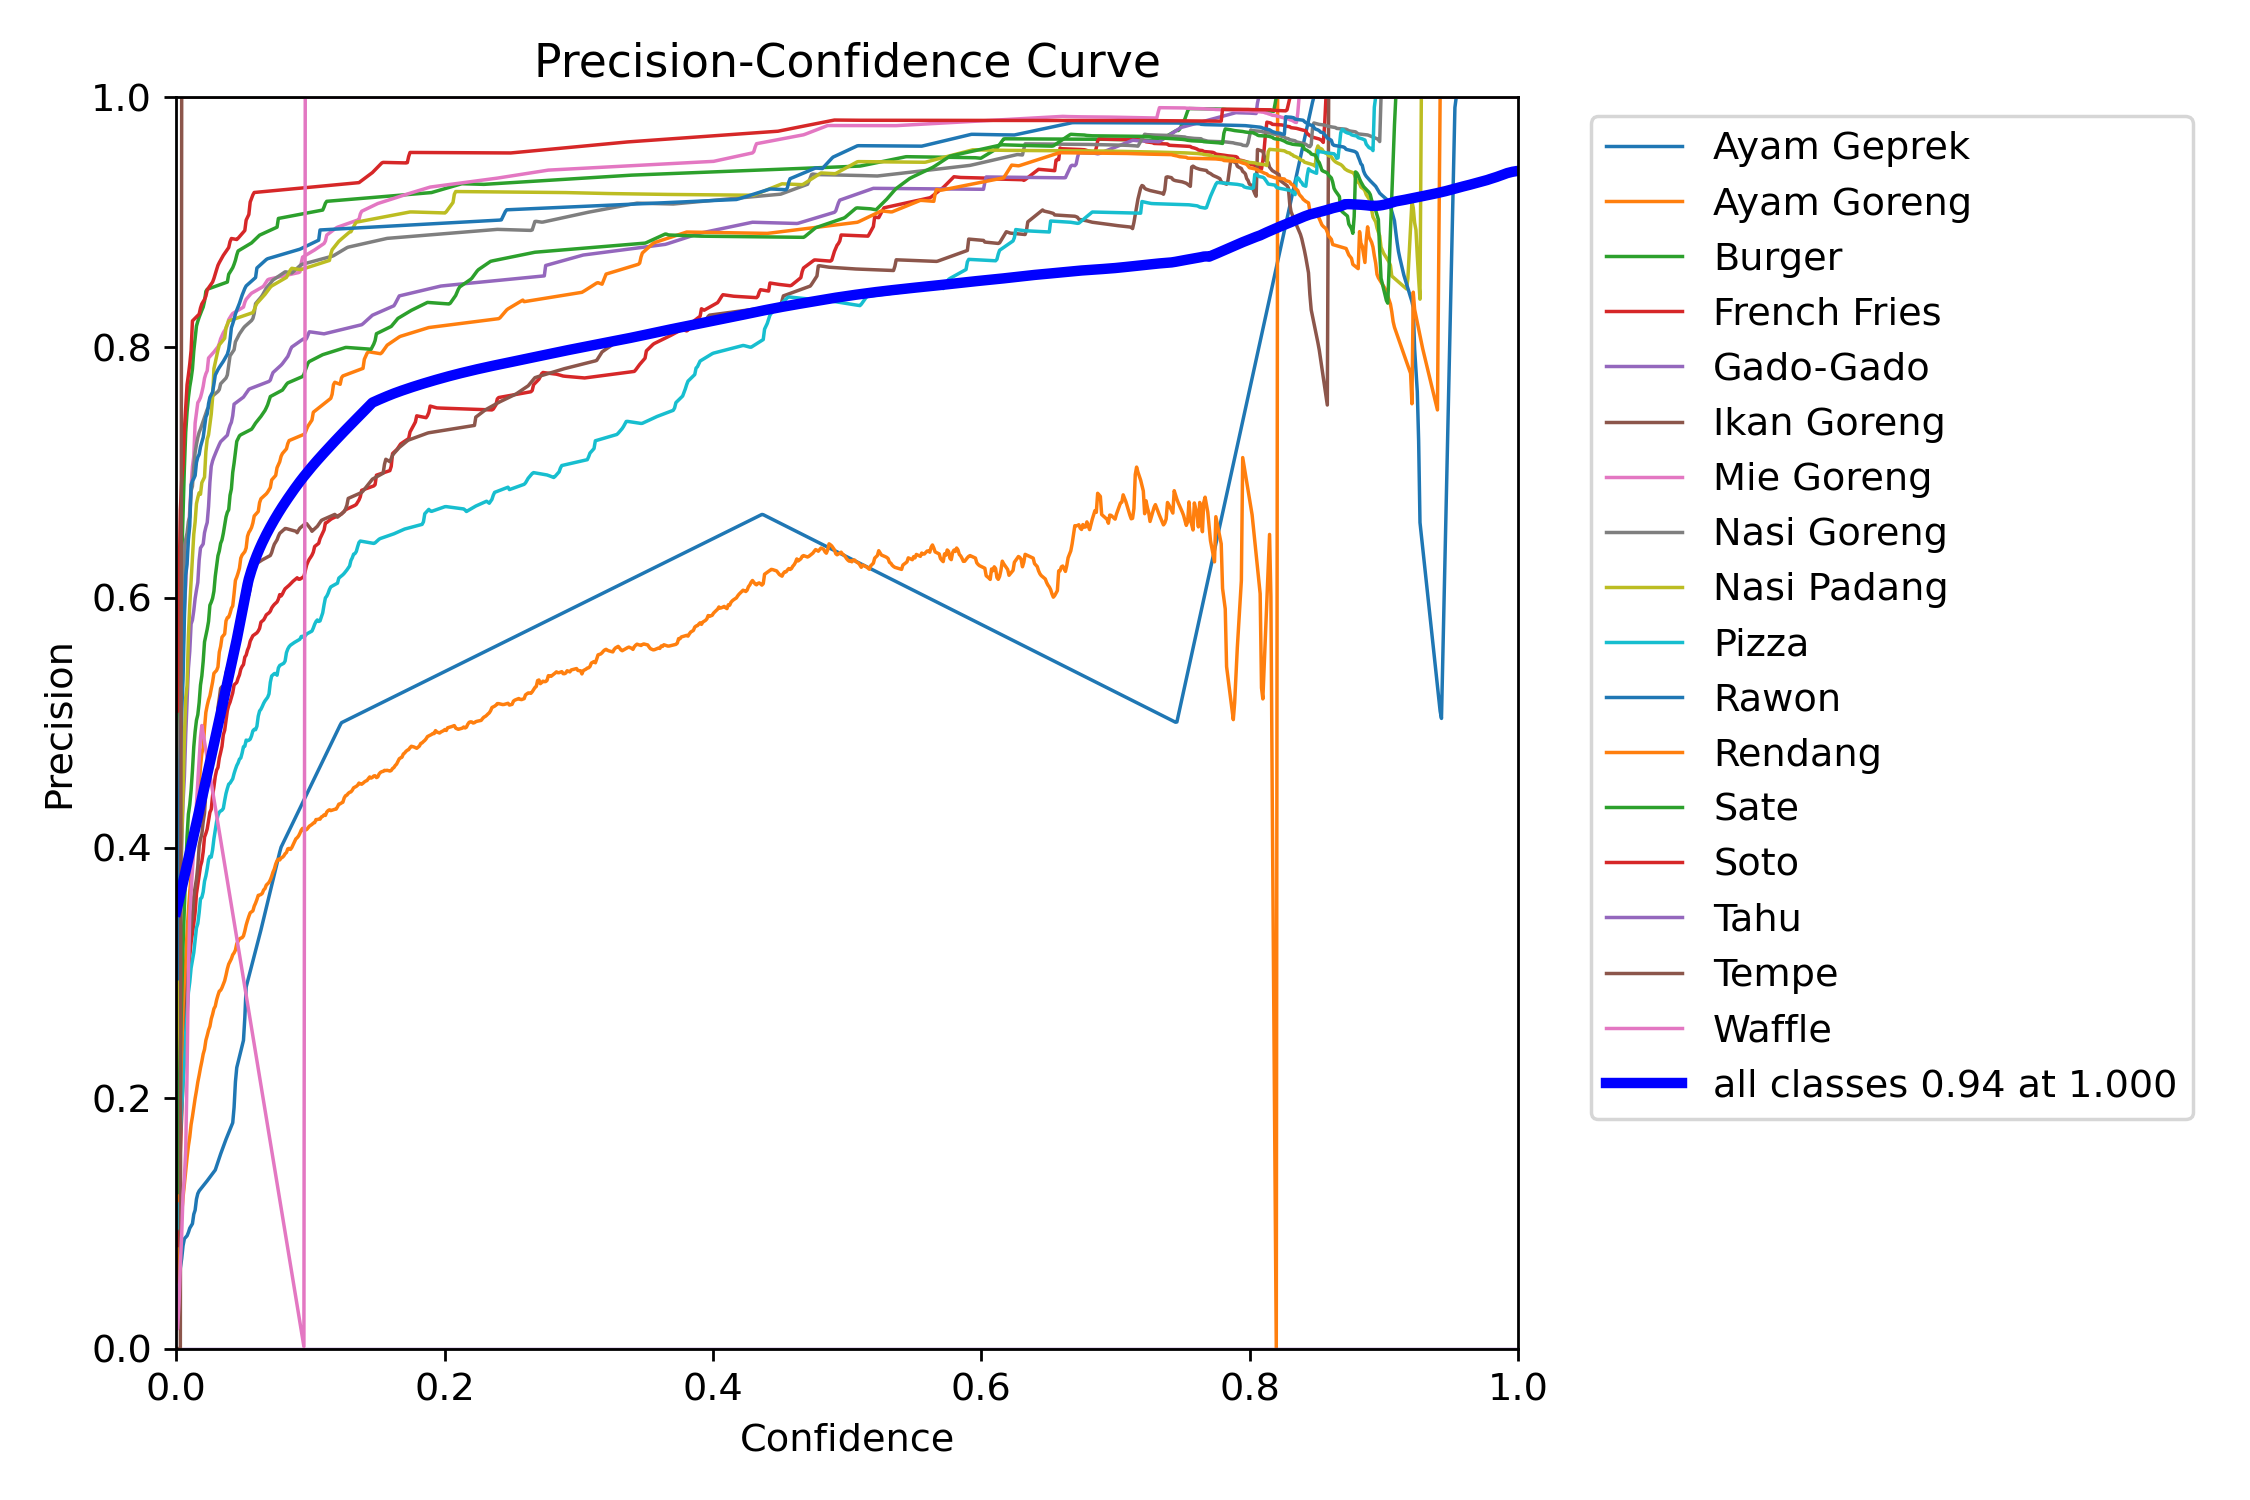 Precision-Confidence Curve
1.0
0.8
0.6
0.4
0.2
0.0
Precision
0.0 0.2 0.4 0.6 0.8 1.0
Confidence
Ayam Geprek
Ayam Goreng
Burger
French Fries
Gado-Gado
Ikan Goreng
Mie Goreng
Nasi Goreng
Nasi Padang
Pizza
Rawon
Rendang
Sate
Soto
Tahu
Tempe
Waffle
all classes 0.94 at 1.000